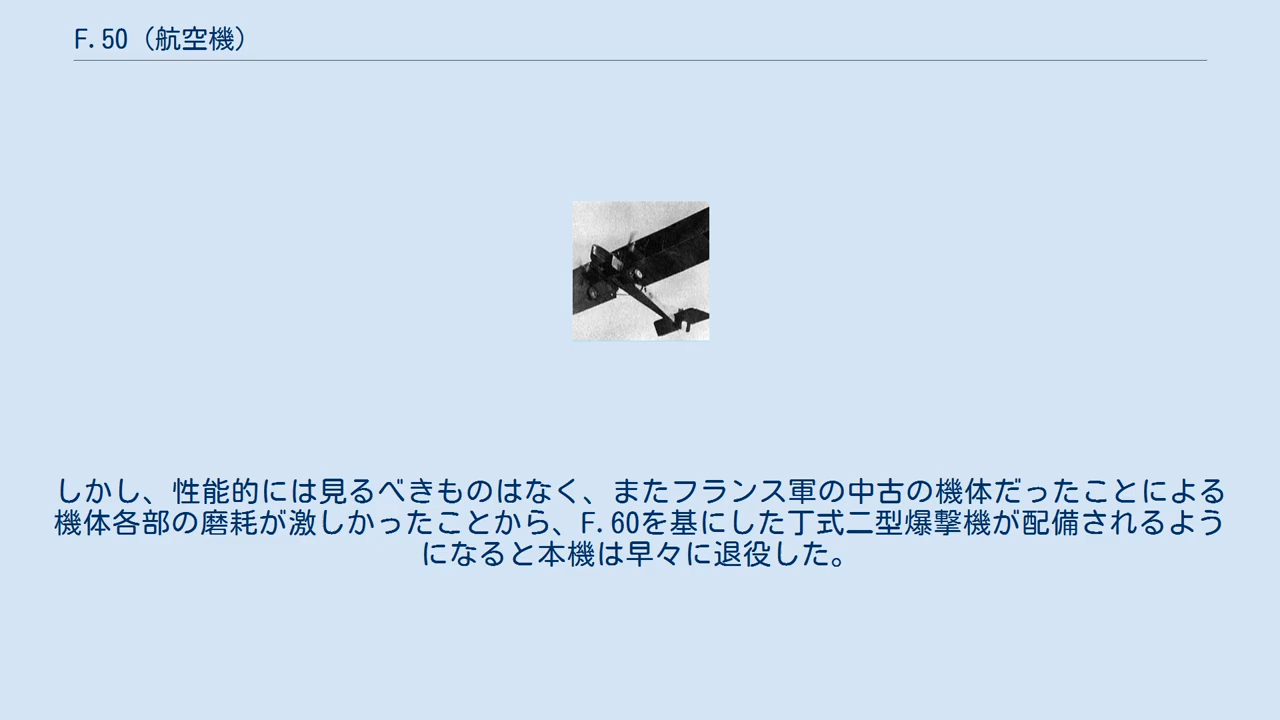 F.50（航空機）
しかし、性能的には見るべきものはなく、またフランス軍の中古の機体だったことによる
機体各部の磨耗が激しかったことから、F.60を基にした丁式二型爆撃機が配備されるよう
になると本機は早々に退役した。